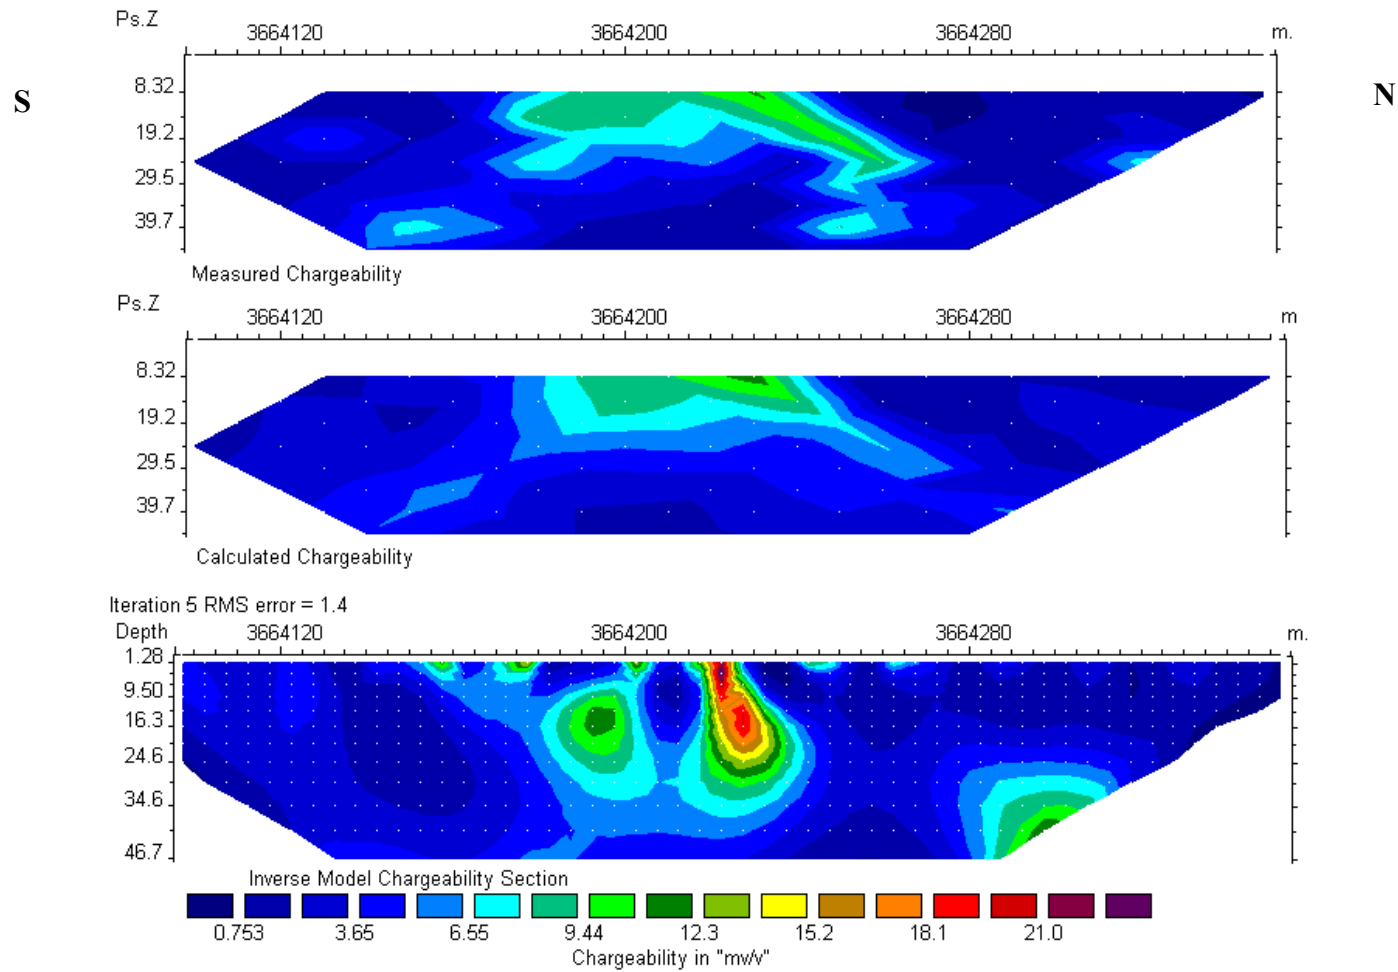 Ps.Z
3664120 3664200 3664280 m.
8.32
S N
19.2
29.5
39.7
Measured Chargeability
Ps.Z
3664120 3664200 3664280 m
8.32
19.2
29.5
39.7
Calculated Chargeability
Iteration 5 RMS error = 1.4
Depth 3664120 3664200 3664280 m.
1.28
9.50
16.3
24.6
34.6
46.7
Inverse Model Chargeability Section
0.753 3.65 6.55 9.44 12.3 15.2 18.1 21.0
Chargeability in "mv/v"